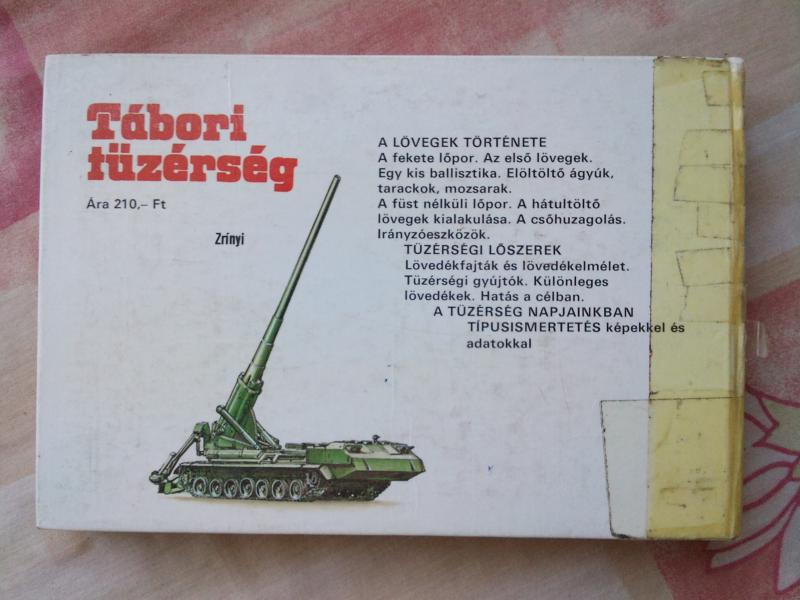 Tábori
tüzérség
Ára 210,– Ft
Zrínyi
A LÖVEGEK TÖRTÉNETE
A fekete lőpor. Az első lövegek.
Egy kis ballisztika. Elöltöltő ágyúk,
tarackok, mozsarak.
A füst nélküli lőpor. A hátultöltő
lövegek kialakulása. A csőhuzagolás.
Irányzóeszközök.
TÜZÉRSÉGI LŐSZEREK
Lövedékfajták és lövedékelmélet.
Tüzérségi gyújtók. Különleges
lövedékek. Hatás a célban.
A TÜZÉRSÉG NAPJAINKBAN
TÍPUSISMERTETÉS képekkel és
adatokkal